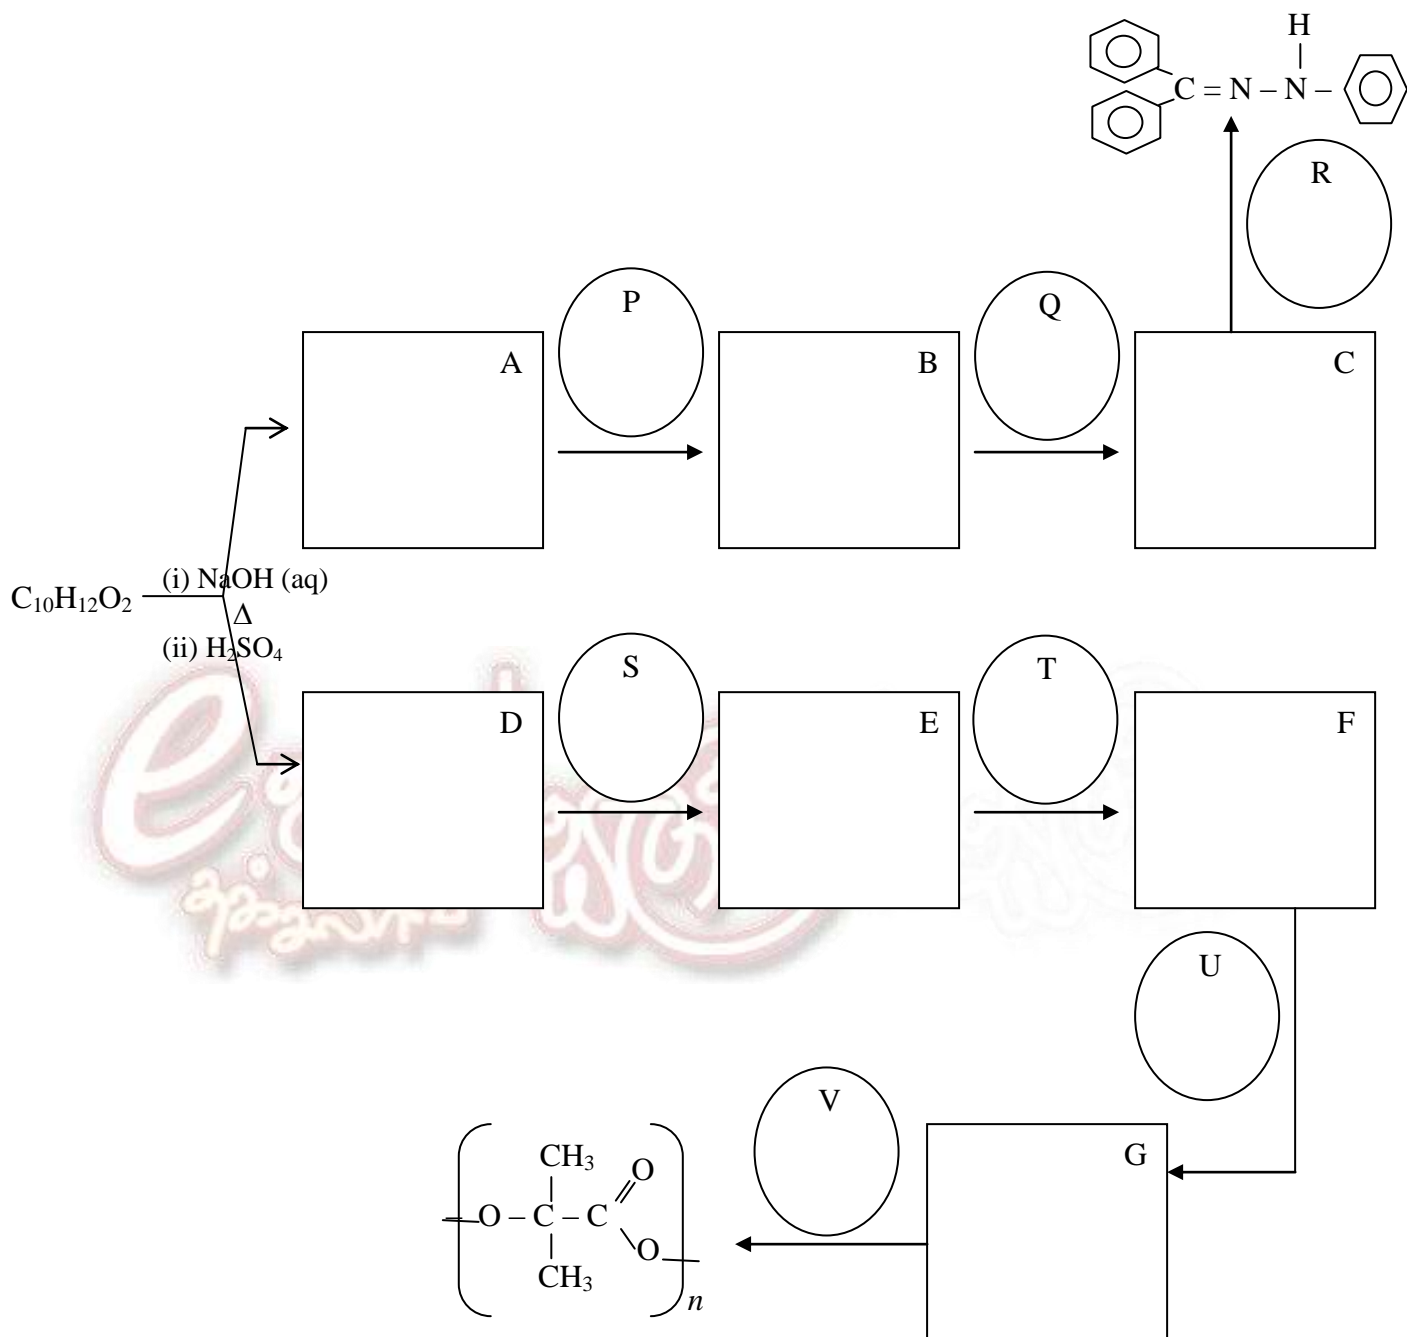 H
C = N – N –
R
P
Q
A
B
C
(i) NaOH (aq)
C₁₀H₁₂O₂
Δ
(ii) H₂SO₄
S
T
D
E
F
U
V
G
CH₃
O
– O – C – C
O
CH₃
n